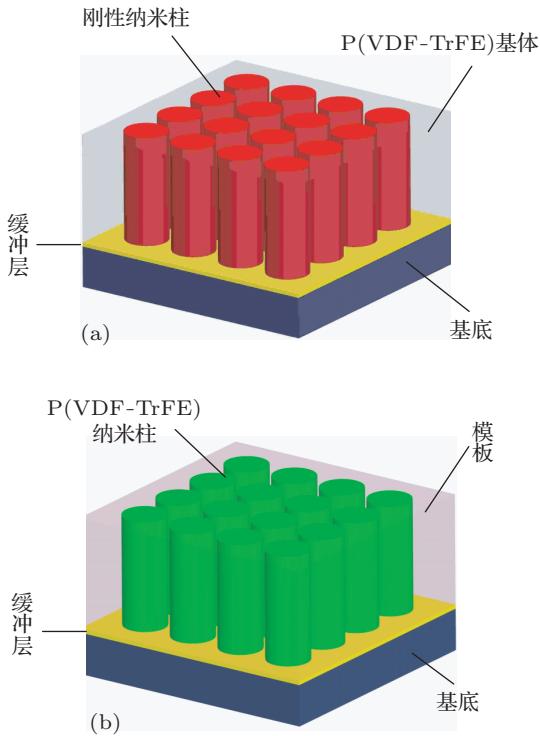 刚性纳米柱
P(VDF-TrFE)基体
缓冲层
基底
(a)
P(VDF-TrFE)
纳米柱
模板
缓冲层
基底
(b)